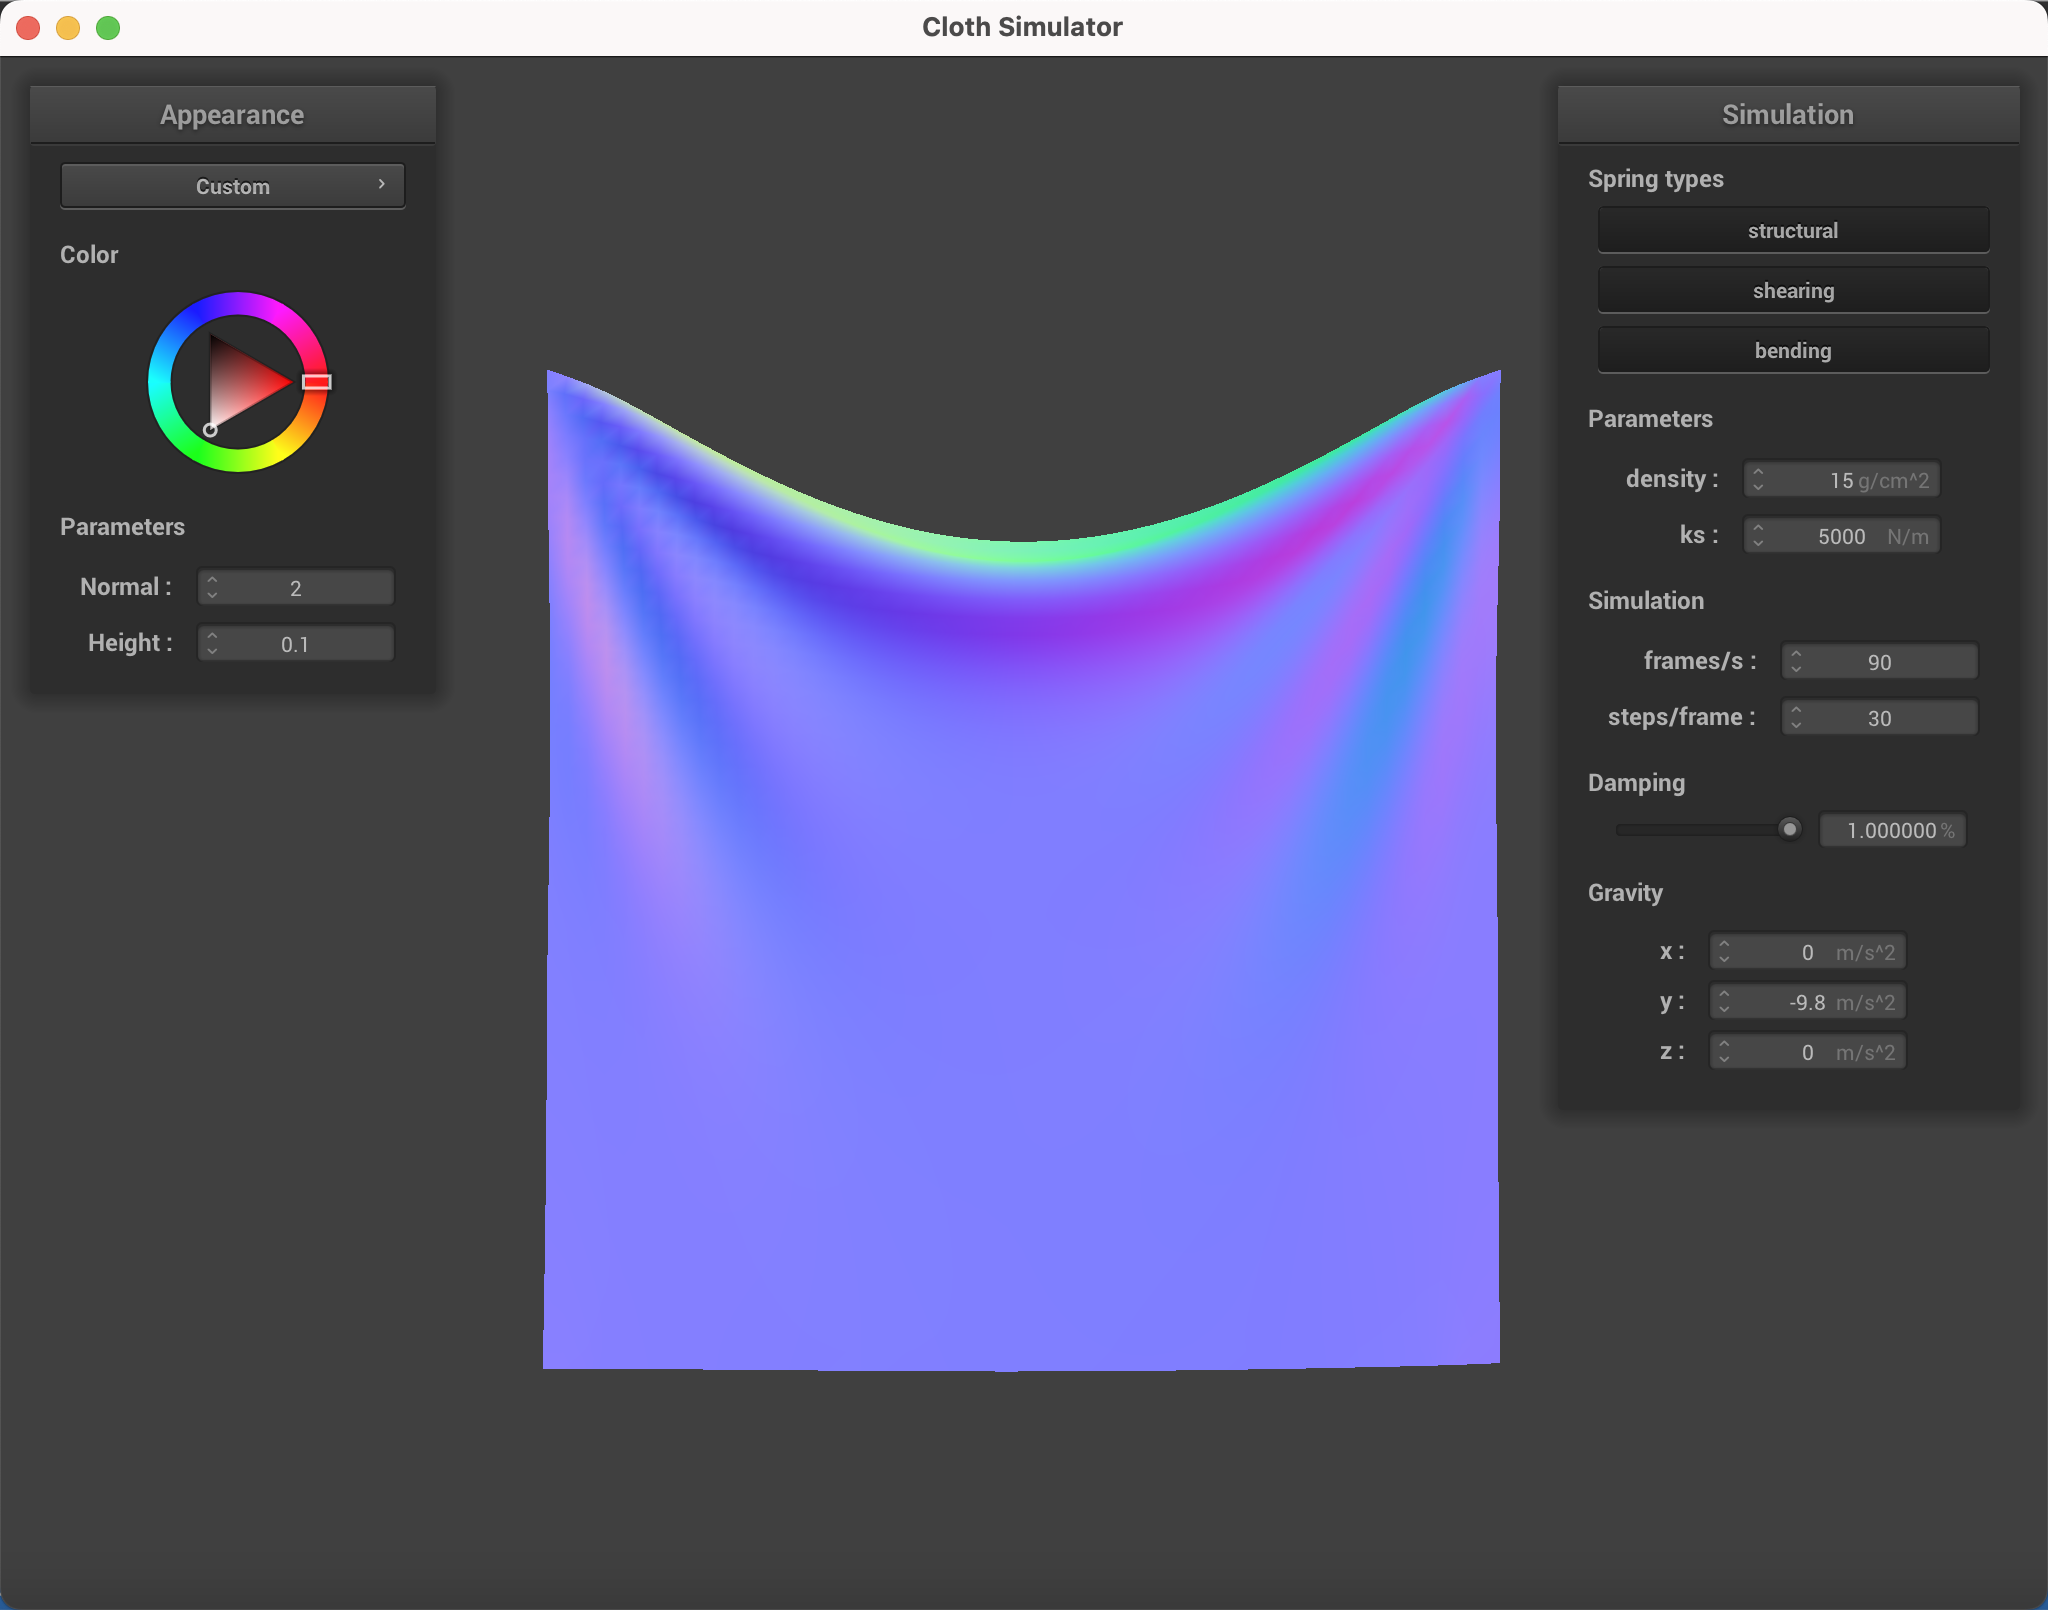 Cloth Simulator
Appearance
Custom
Color
Parameters
Normal : 2
Height : 0.1
Simulation
Spring types
structural
shearing
bending
Parameters
density : 15 g/cm^2
ks : 5000 N/m
Simulation
frames/s : 90
steps/frame : 30
Damping
1.000000 %
Gravity
x : 0 m/s^2
y : -9.8 m/s^2
z : 0 m/s^2